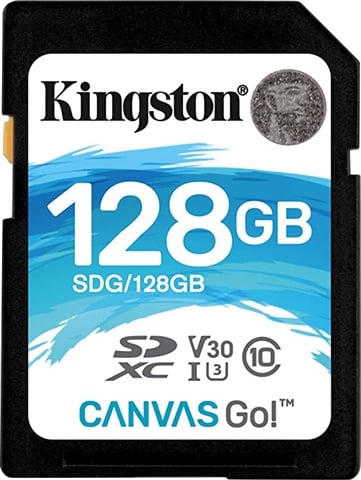 Kingston®
128GB
SDG/128GB
SD XC V30 I U3 10
CANVAS Go!™